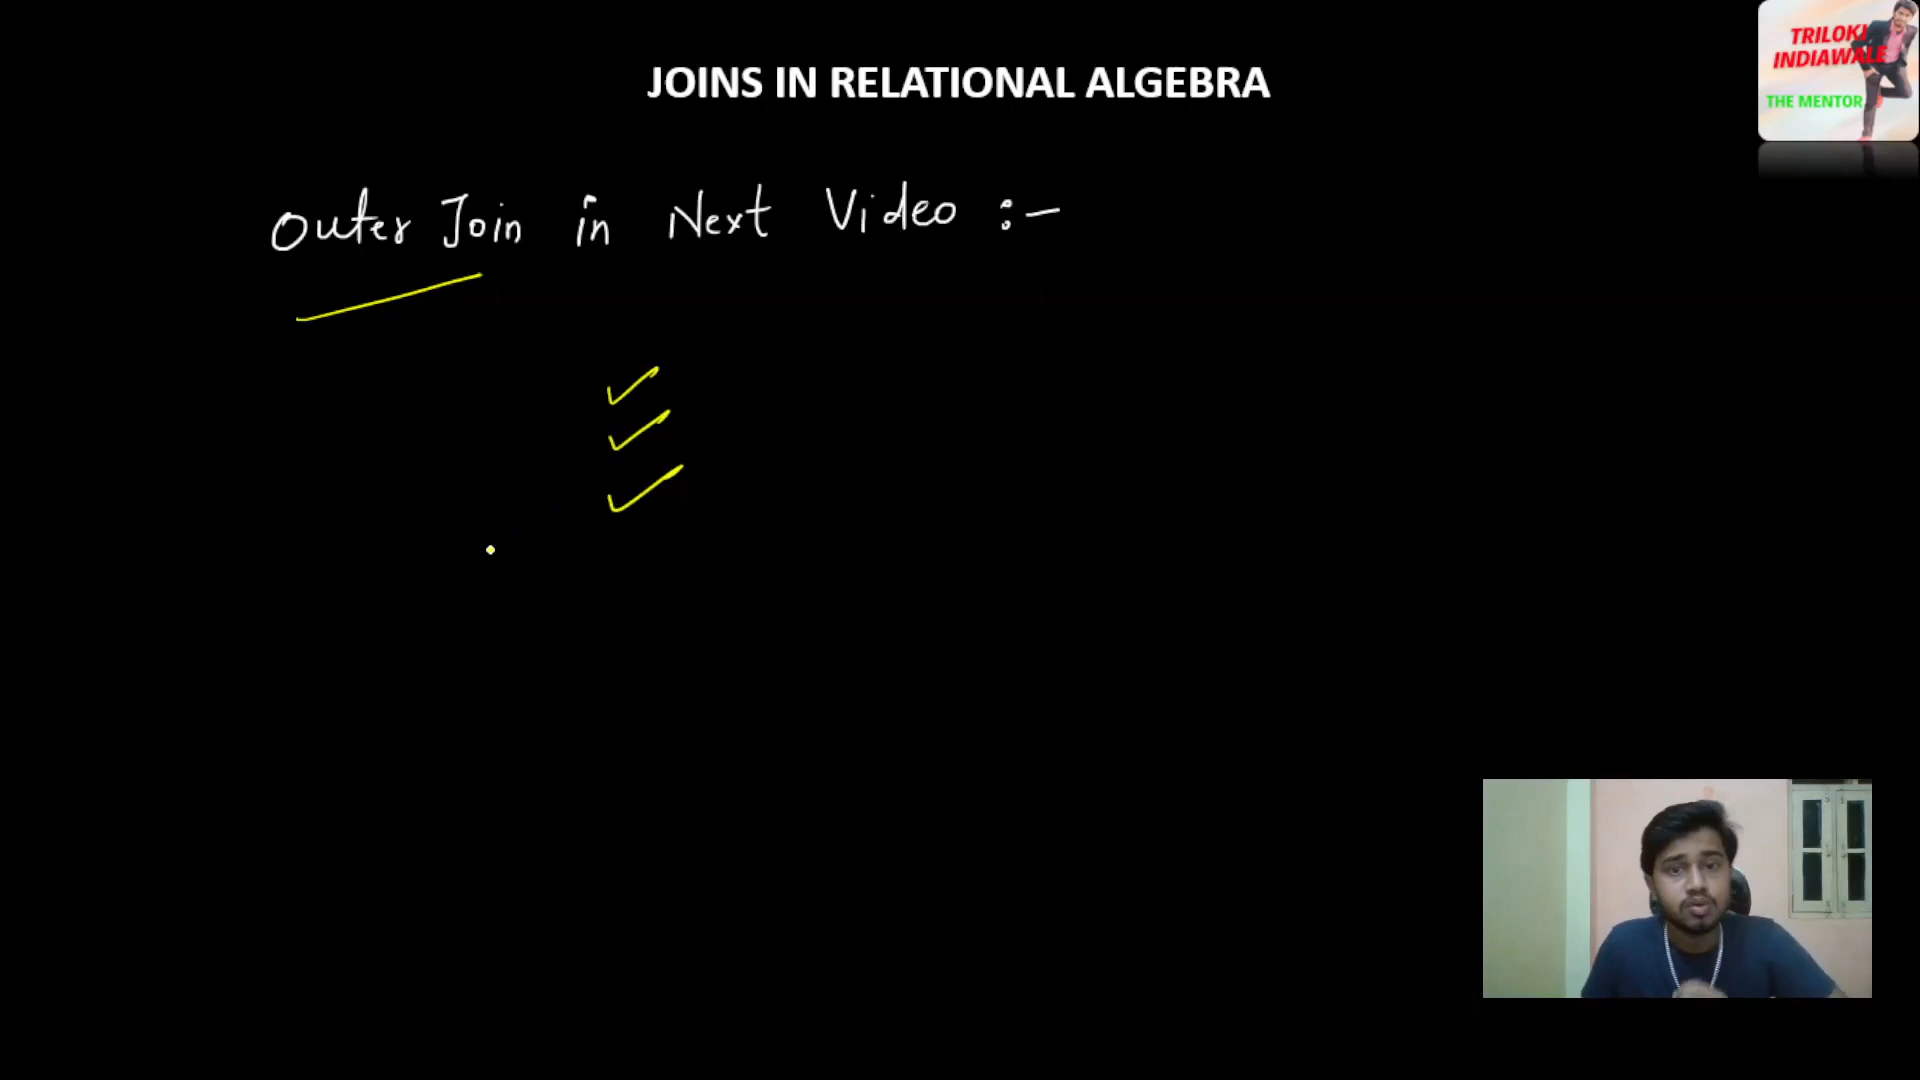 JOINS IN RELATIONAL ALGEBRA
TRILOKI
INDIAWALE
THE MENTOR
Outer Join in Next Video :-